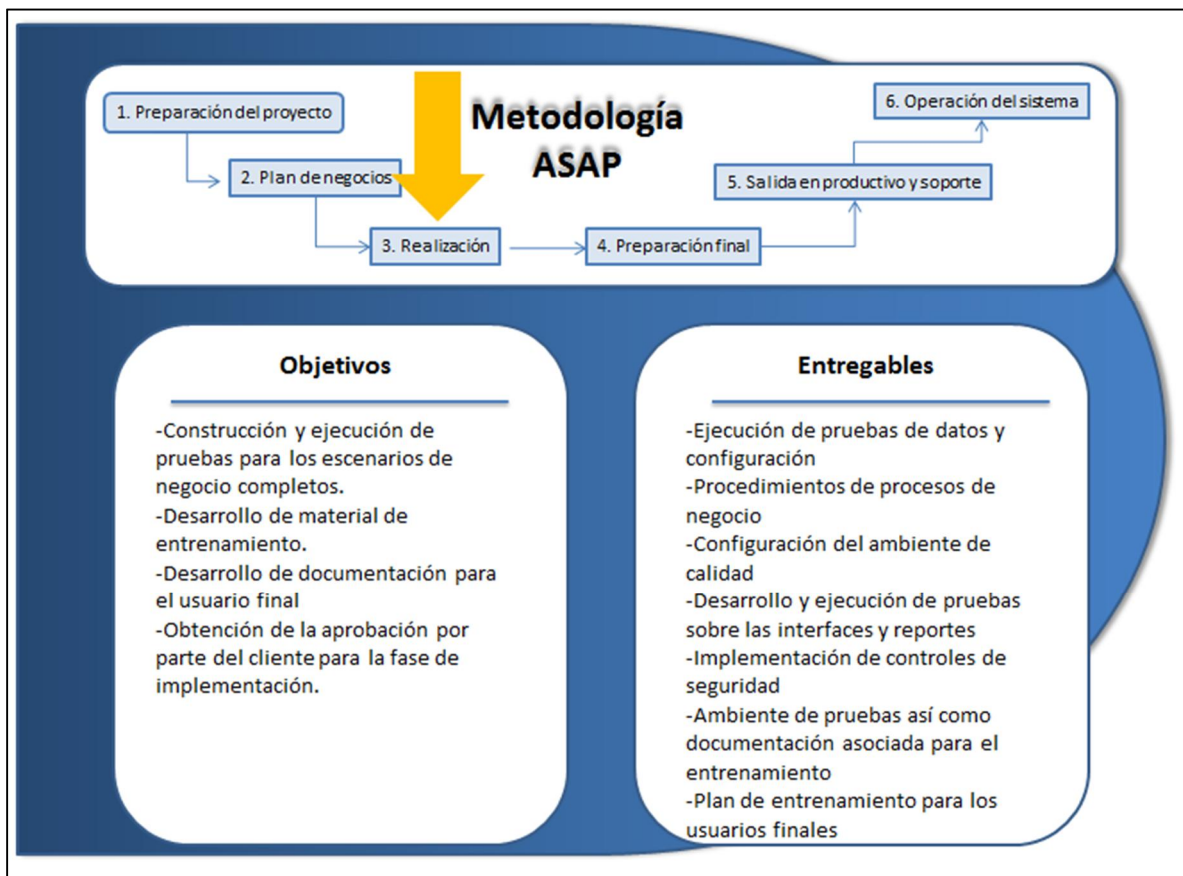 1. Preparación del proyecto
Metodología
ASAP
6. Operación del sistema
2. Plan de negocios
5. Salida en productivo y soporte
3. Realización
4. Preparación final
Objetivos
-Construcción y ejecución de
pruebas para los escenarios de
negocio completos.
-Desarrollo de material de
entrenamiento.
-Desarrollo de documentación para
el usuario final
-Obtención de la aprobación por
parte del cliente para la fase de
implementación.
Entregables
-Ejecución de pruebas de datos y
configuración
-Procedimientos de procesos de
negocio
-Configuración del ambiente de
calidad
-Desarrollo y ejecución de pruebas
sobre las interfaces y reportes
-Implementación de controles de
seguridad
-Ambiente de pruebas así como
documentación asociada para el
entrenamiento
-Plan de entrenamiento para los
usuarios finales